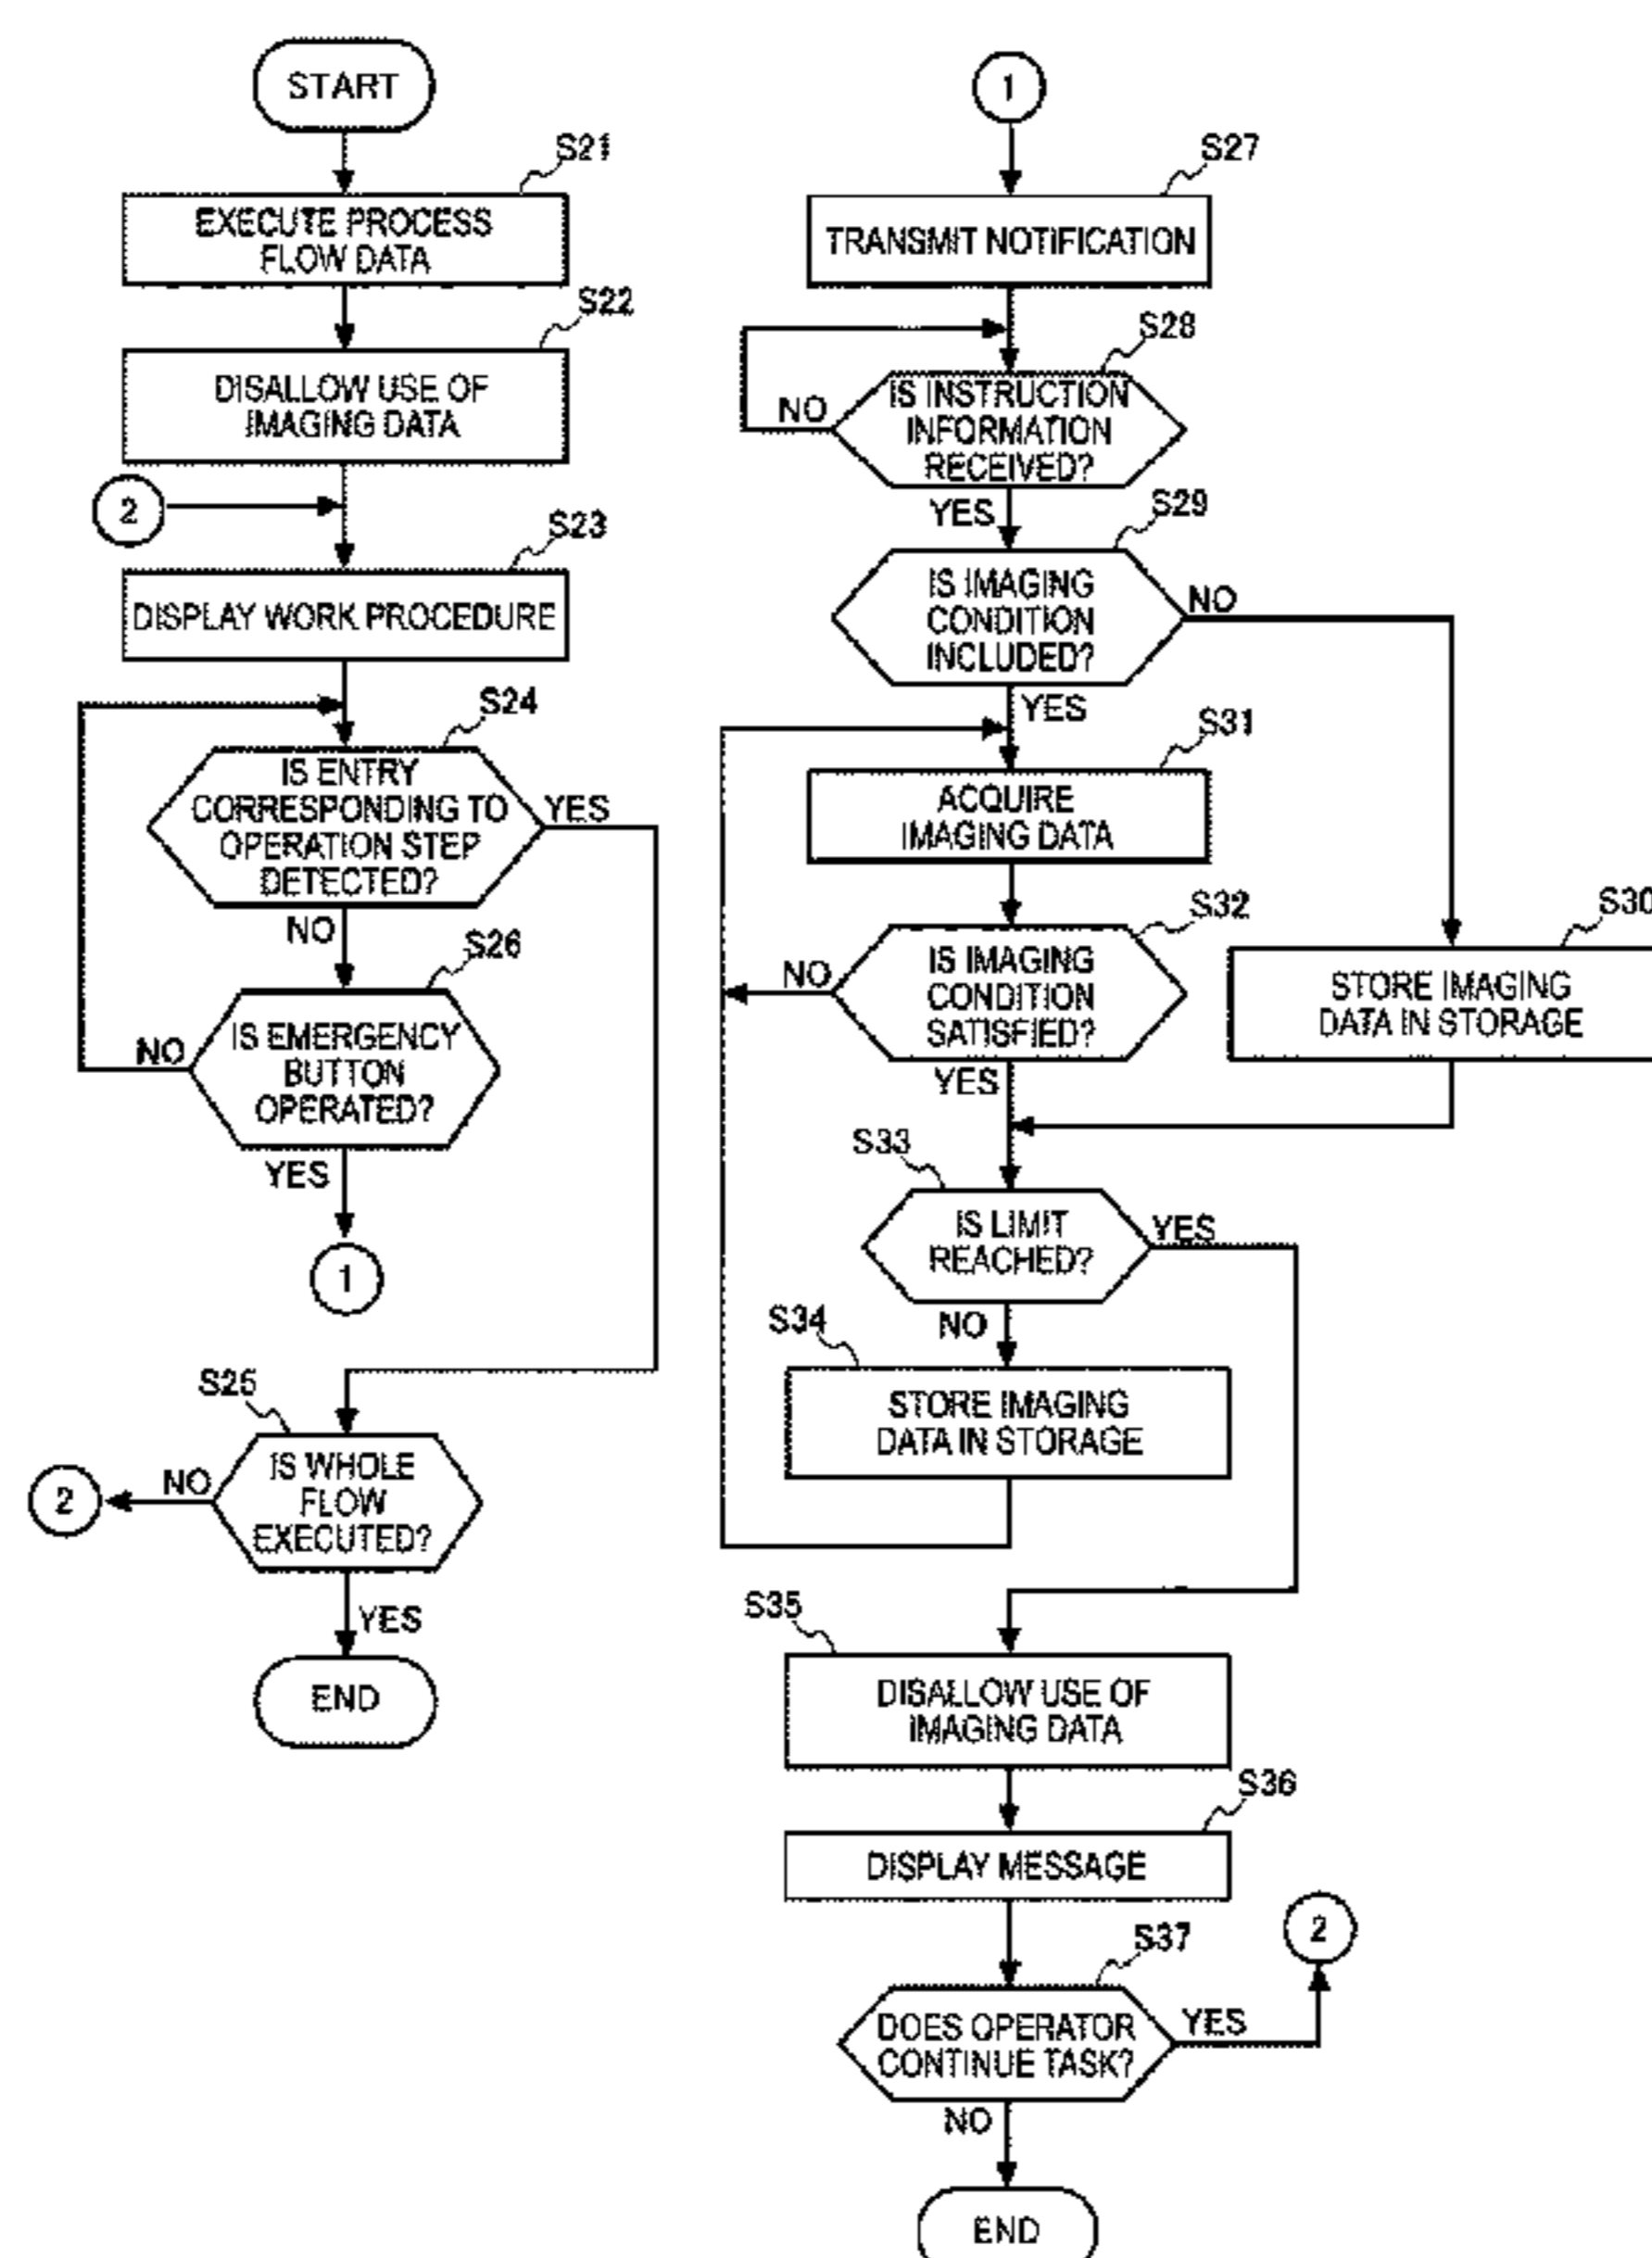 START
S21
EXECUTE PROCESS
FLOW DATA
S22
DISALLOW USE OF
IMAGING DATA
2
S23
DISPLAY WORK PROCEDURE
S24
IS ENTRY
CORRESPONDING TO
OPERATION STEP
DETECTED?
YES
NO
S26
IS EMERGENCY
BUTTON
OPERATED?
NO
YES
1
S25
IS WHOLE
FLOW
EXECUTED?
NO
2
YES
END
1
S27
TRANSMIT NOTIFICATION
S28
IS INSTRUCTION
INFORMATION
RECEIVED?
NO
YES
S29
IS IMAGING
CONDITION
INCLUDED?
NO
YES
S31
ACQUIRE
IMAGING DATA
S32
IS IMAGING
CONDITION
SATISFIED?
NO
YES
S30
STORE IMAGING
DATA IN STORAGE
S33
IS LIMIT
REACHED?
YES
NO
S34
STORE IMAGING
DATA IN STORAGE
S35
DISALLOW USE OF
IMAGING DATA
S36
DISPLAY MESSAGE
S37
DOES OPERATOR
CONTINUE TASK?
YES
2
NO
END